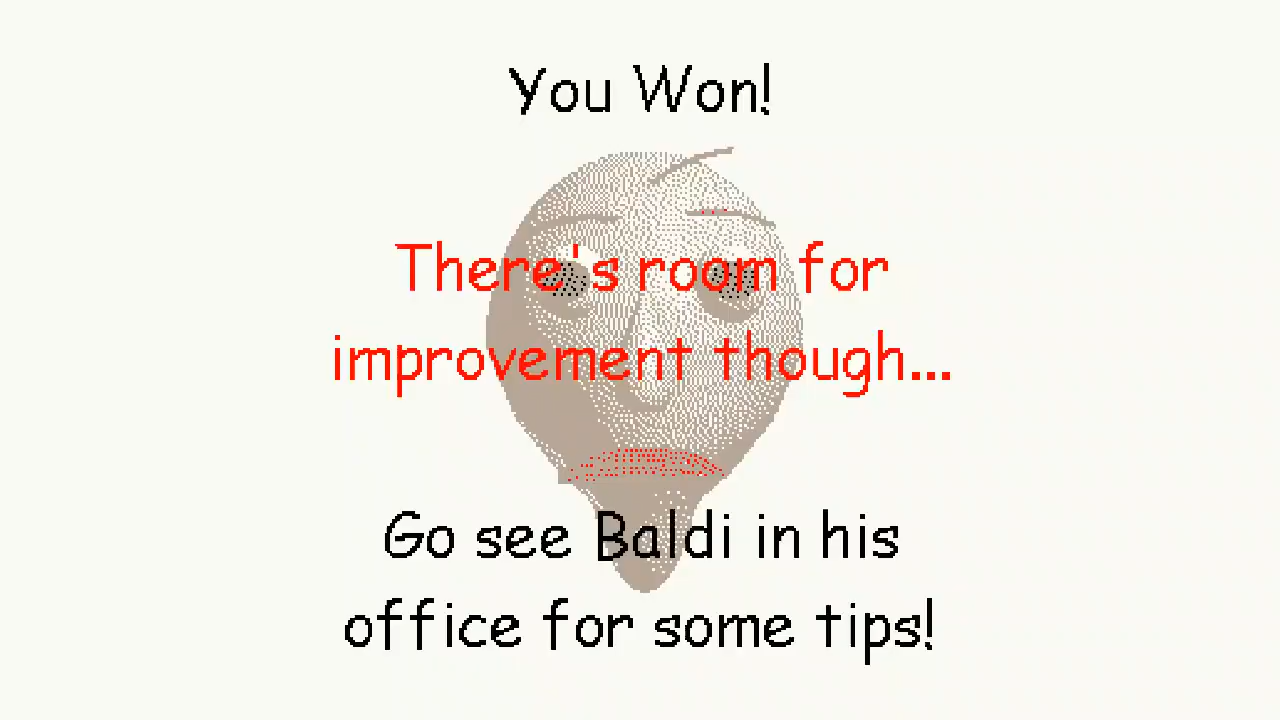 You Won!
There's room for
improvement though...
Go see Baldi in his
office for some tips!